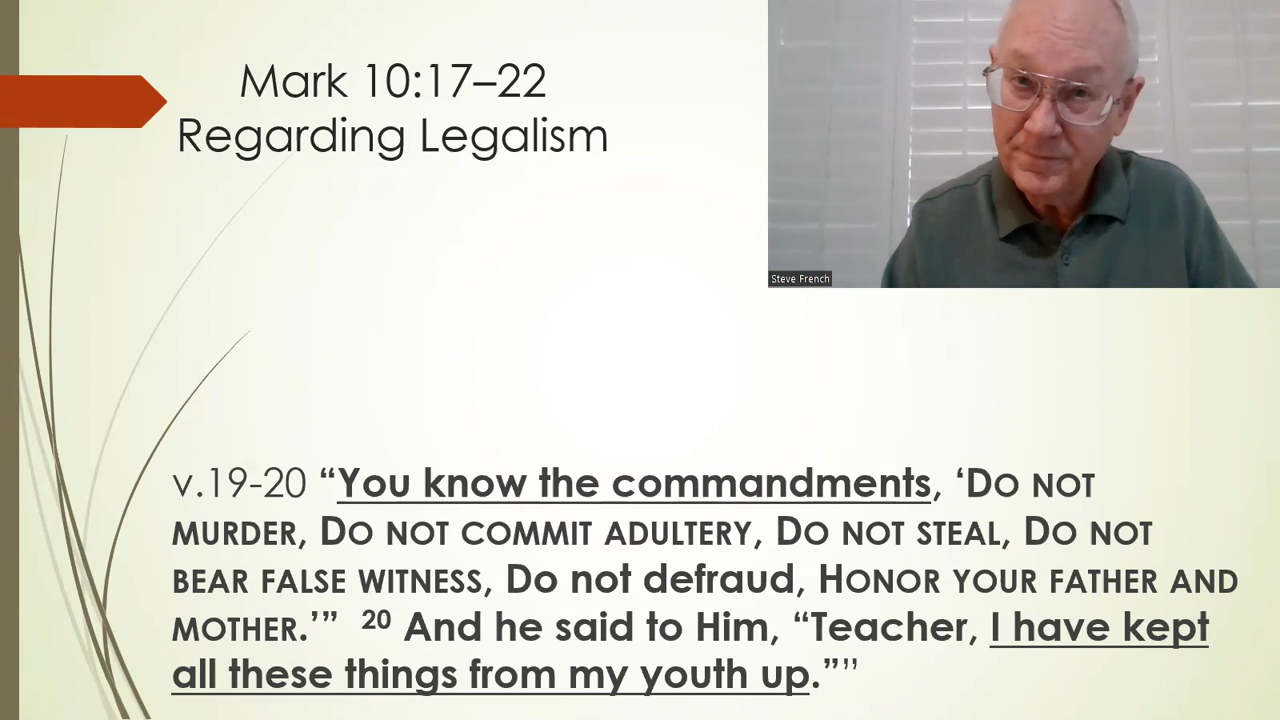 Mark 10:17–22
Regarding Legalism
Steve French
v.19-20 “You know the commandments, ‘DO NOT
MURDER, DO NOT COMMIT ADULTERY, DO NOT STEAL, DO NOT
BEAR FALSE WITNESS, Do not defraud, HONOR YOUR FATHER AND
MOTHER.’” 20 And he said to Him, “Teacher, I have kept
all these things from my youth up.””